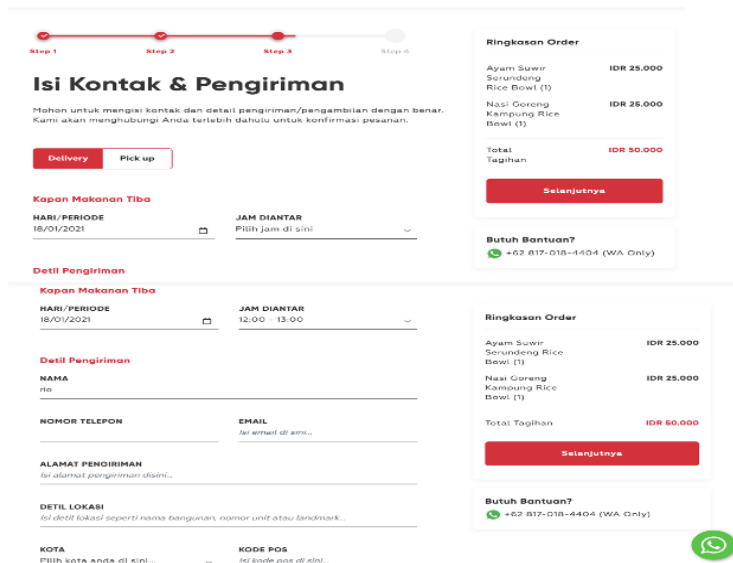 Step 1
Step 2
Step 3
Step 4
Isi Kontak & Pengiriman
Mohon untuk mengisi kontak dan detail pengiriman/pengambilan dengan benar.
Kami akan menghubungi Anda terlebih dahulu untuk konfirmasi pesanan.
Delivery
Pick up
Kapan Makanan Tiba
HARI/PERIODE
JAM DIANTAR
18/01/2021
Pilih jam di sini
Detil Pengiriman
Ringkasan Order
Ayam Suwir
Serundeng
Rice Bowl (1)
IDR 25.000
Nasi Goreng
Kampung Rice
Bowl (1)
IDR 25.000
Total
Tagihan
IDR 50.000
Selanjutnya
Butuh Bantuan?
+62 817-018-4404 (WA Only)
Kapan Makanan Tiba
HARI/PERIODE
JAM DIANTAR
18/01/2021
12:00 - 13:00
Detil Pengiriman
NAMA
rio
NOMOR TELEPON
EMAIL
Isi email di sini...
ALAMAT PENGIRIMAN
Isi alamat pengiriman disini...
DETIL LOKASI
Isi detil lokasi seperti nama bangunan, nomor unit atau landmark...
KOTA
KODE POS
Pilih kota anda di sini...
Isi kode pos di sini...
Ringkasan Order
Ayam Suwir
Serundeng Rice
Bowl (1)
IDR 25.000
Nasi Goreng
Kampung Rice
Bowl (1)
IDR 25.000
Total Tagihan
IDR 50.000
Selanjutnya
Butuh Bantuan?
+62 817-018-4404 (WA Only)